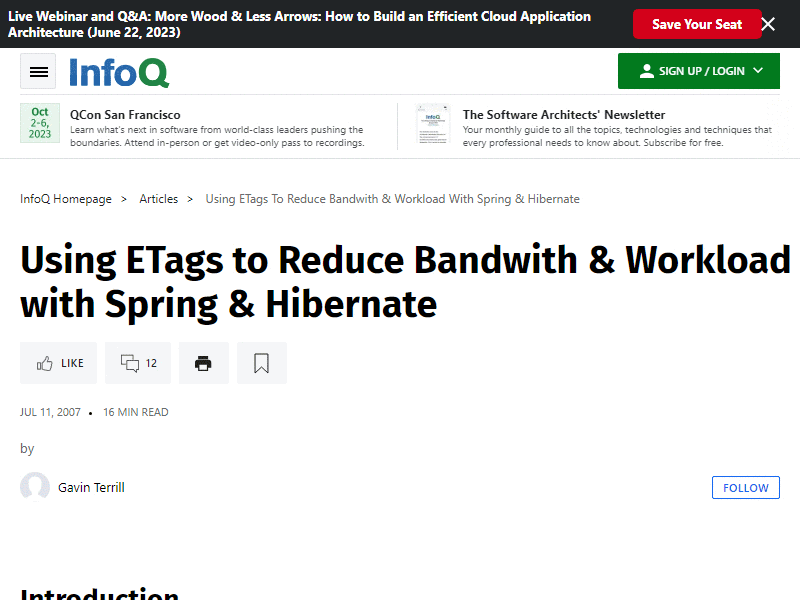 Live Webinar and Q&A: More Wood & Less Arrows: How to Build an Efficient Cloud Application
Architecture (June 22, 2023)
Save Your Seat
InfoQ
SIGN UP / LOGIN
Oct
2-6,
2023
QCon San Francisco
Learn what's next in software from world-class leaders pushing the
boundaries. Attend in-person or get video-only pass to recordings.
InfoQ
The Software Architects' Newsletter
Your monthly guide to all the topics, technologies and techniques that
every professional needs to know about. Subscribe for free.
InfoQ Homepage > Articles > Using ETags To Reduce Bandwith & Workload With Spring & Hibernate
Using ETags to Reduce Bandwith & Workload
with Spring & Hibernate
LIKE
12
JUL 11, 2007 • 16 MIN READ
by
Gavin Terrill
FOLLOW
Introduction